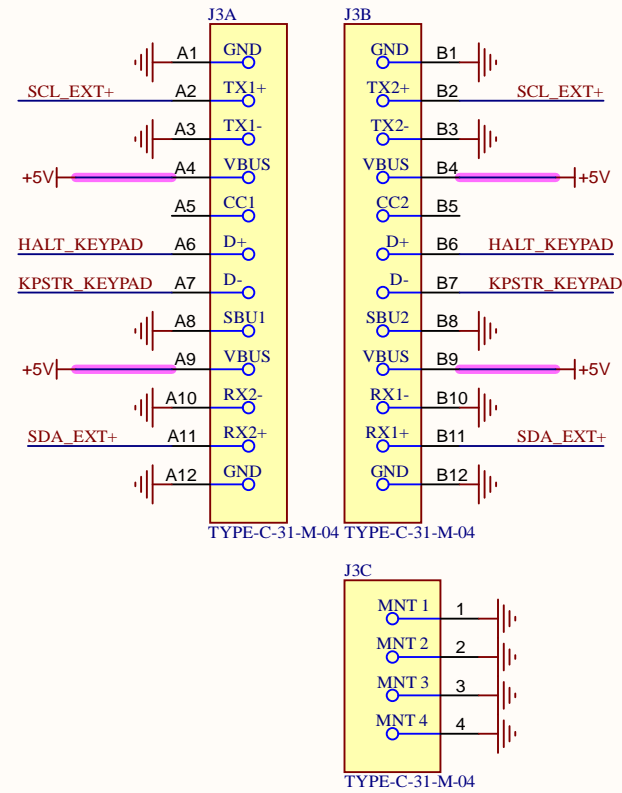 J3A J3B
A1 GND GND B1
SCL_EXT+ A2 TX1+ TX2+ B2 SCL_EXT+
A3 TX1- TX2- B3
+5V A4 VBUS VBUS B4 +5V
A5 CC1 CC2 B5
HALT_KEYPAD A6 D+ D+ B6 HALT_KEYPAD
KPSTR_KEYPAD A7 D- D- B7 KPSTR_KEYPAD
A8 SBU1 SBU2 B8
+5V A9 VBUS VBUS B9 +5V
A10 RX2- RX1- B10
SDA_EXT+ A11 RX2+ RX1+ B11 SDA_EXT+
A12 GND GND B12
TYPE-C-31-M-04 TYPE-C-31-M-04
J3C
MNT 1 1
MNT 2 2
MNT 3 3
MNT 4 4
TYPE-C-31-M-04